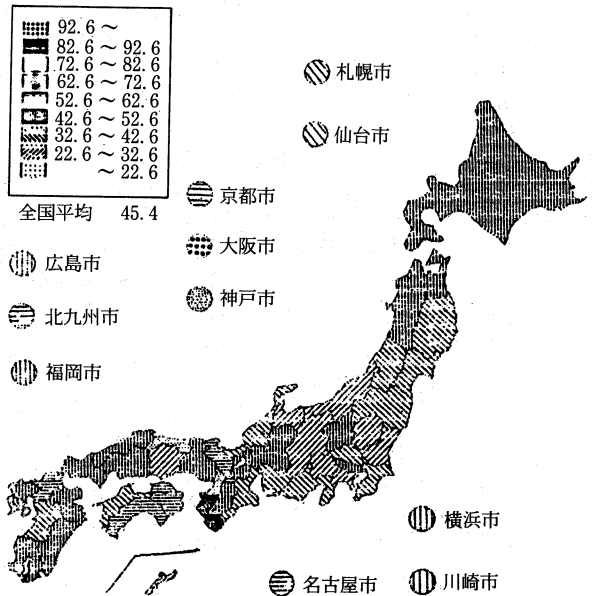 92.6～
82.6～92.6
72.6～82.6
62.6～72.6
52.6～62.6
42.6～52.6
32.6～42.6
22.6～32.6
～22.6
全国平均 45.4
札幌市
仙台市
京都市
大阪市
神戸市
広島市
北九州市
福岡市
横浜市
名古屋市
川崎市